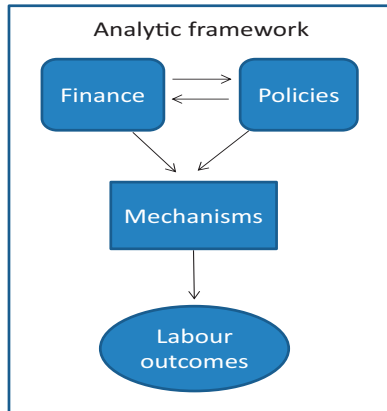 Analytic framework
Finance
Policies
Mechanisms
Labour
outcomes